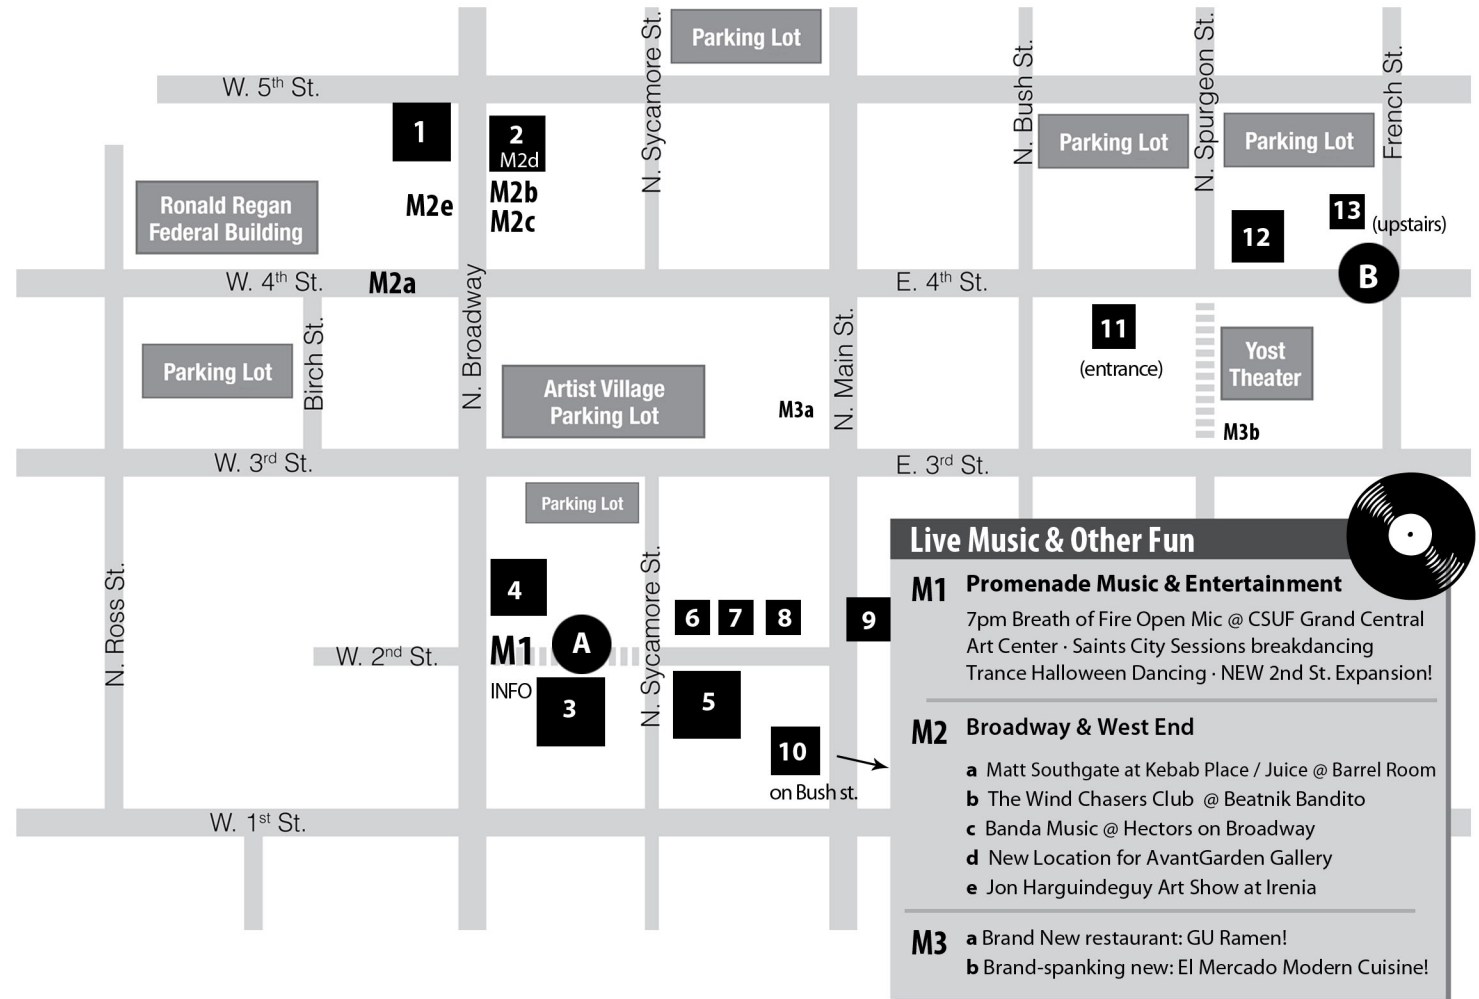 Parking Lot
N. Sycamore St.
N. Bush St.
N. Spurgeon St.
French St.
W. 5th St.
1
2
M2d
Parking Lot
Parking Lot
M2b
M2c
M2e
Ronald Regan
Federal Building
13
(upstairs)
12
B
W. 4th St.
M2a
E. 4th St.
N. Broadway
Birch St.
N. Main St.
11
(entrance)
Yost
Theater
Parking Lot
Artist Village
Parking Lot
M3a
M3b
W. 3rd St.
E. 3rd St.
Parking Lot
N. Ross St.
N. Sycamore St.
4
A
6
7
8
9
W. 2nd St.
M1
INFO
3
5
10
on Bush st.
W. 1st St.
Live Music & Other Fun
M1 Promenade Music & Entertainment
7pm Breath of Fire Open Mic @ CSUF Grand Central
Art Center · Saints City Sessions breakdancing
Trance Halloween Dancing · NEW 2nd St. Expansion!
M2 Broadway & West End
a Matt Southgate at Kebab Place / Juice @ Barrel Room
b The Wind Chasers Club @ Beatnik Bandito
c Banda Music @ Hectors on Broadway
d New Location for AvantGarden Gallery
e Jon Harguindeguy Art Show at Irenia
M3 a Brand New restaurant: GU Ramen!
b Brand-spanking new: El Mercado Modern Cuisine!